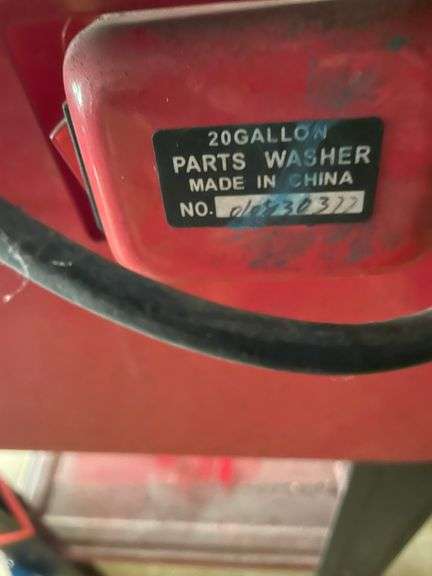 20GALLON
PARTS WASHER
MADE IN CHINA
NO.